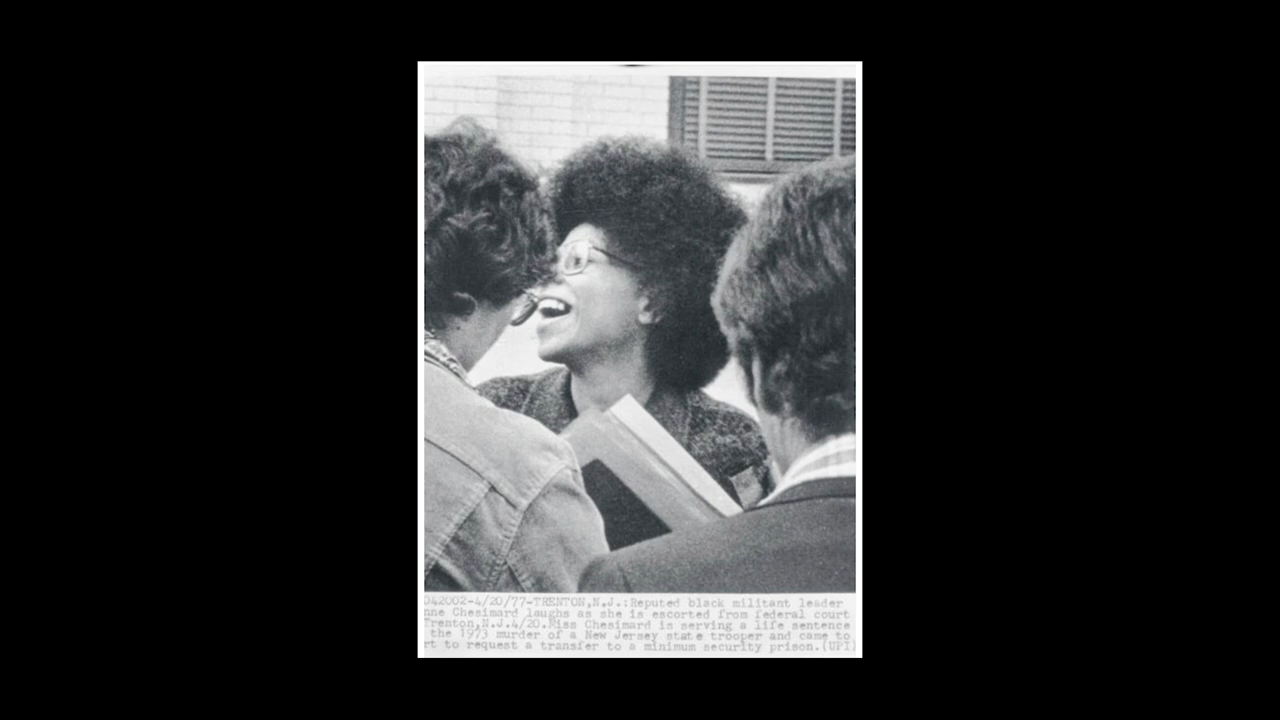 042002-4/20/77-TRENTON,N.J.:Reputed black militant leader
nne Chesimard laughs as she is escorted from federal court
Trenton,N.J.4/20.Miss Chesimard is serving a life sentence
the 1973 murder of a New Jersey state trooper and came to
rt to request a transfer to a minimum security prison.(UPI)